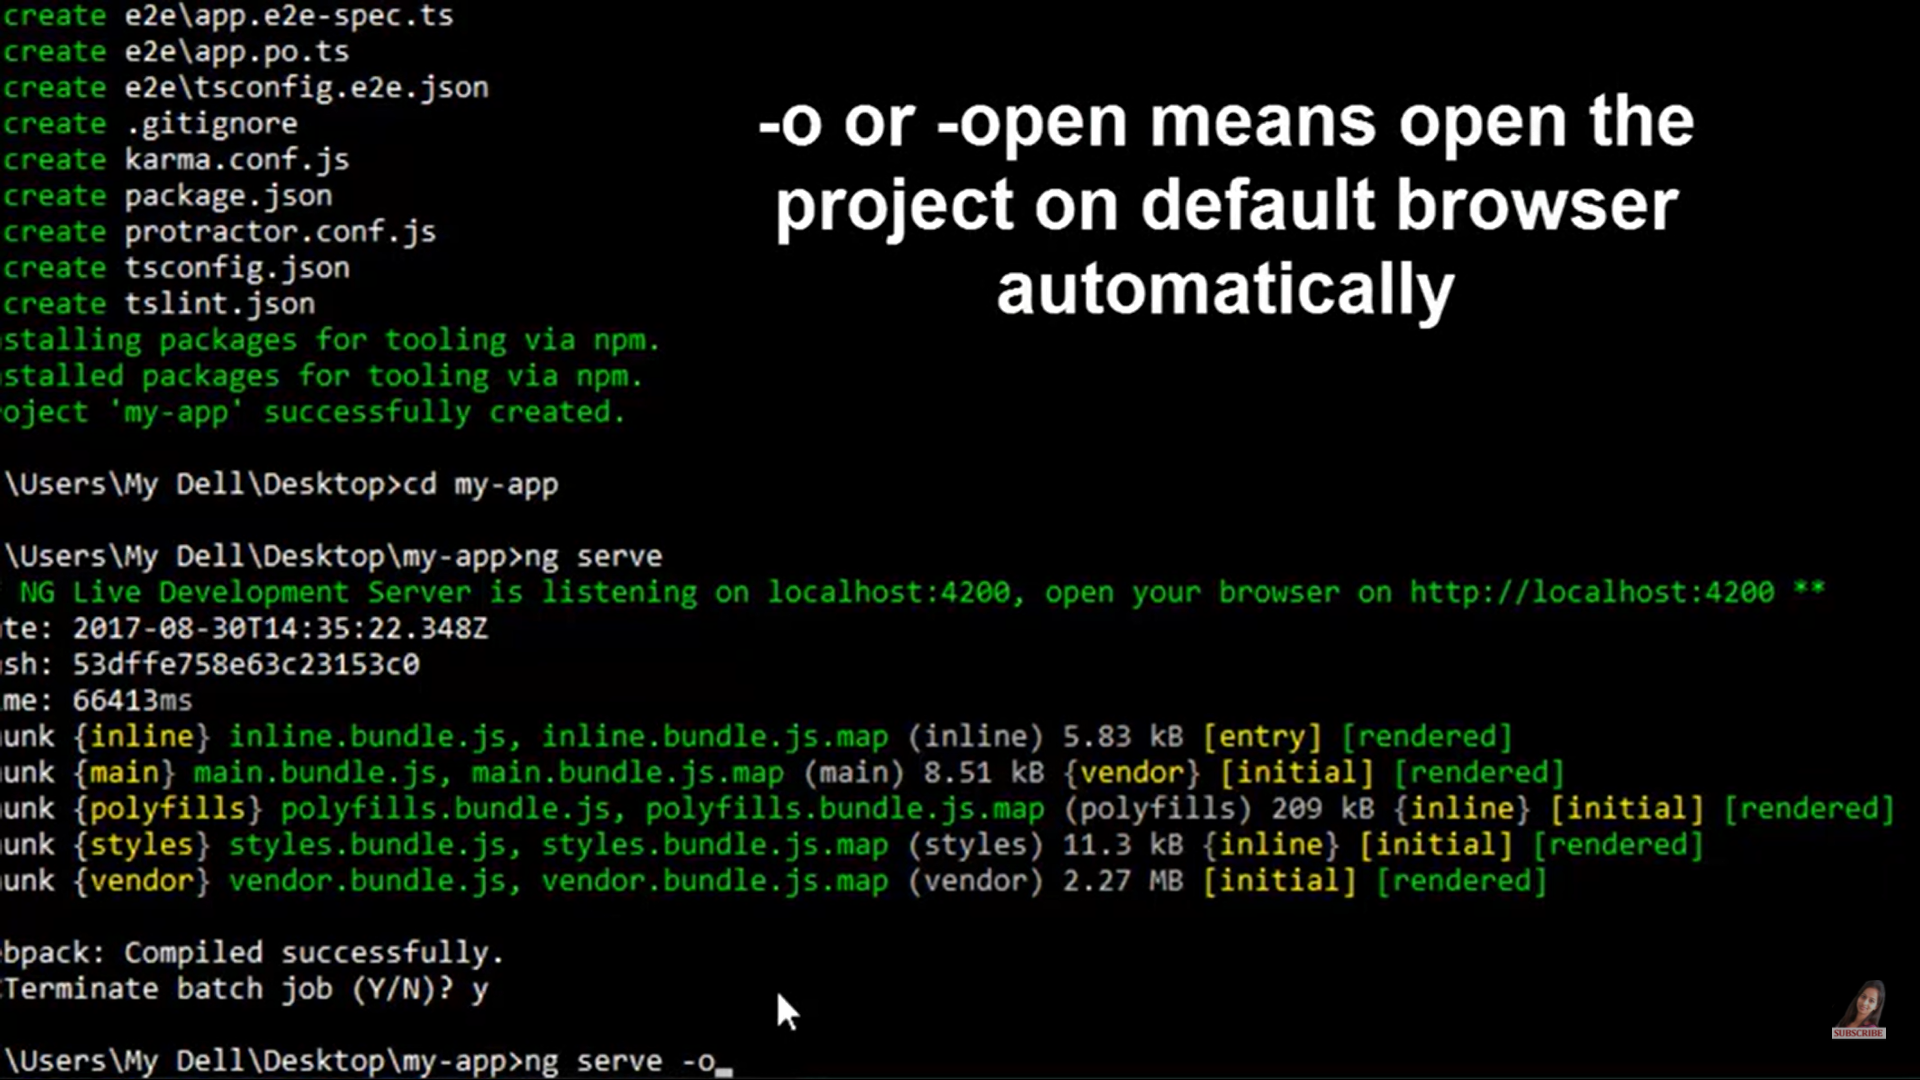 create e2e\app.e2e-spec.ts
create e2e\app.po.ts
create e2e\tsconfig.e2e.json
create .gitignore
create karma.conf.js
create package.json
create protractor.conf.js
create tsconfig.json
create tslint.json
stalling packages for tooling via npm.
stalled packages for tooling via npm.
oject 'my-app' successfully created.
-o or -open means open the
project on default browser
automatically
\Users\My Dell\Desktop>cd my-app
\Users\My Dell\Desktop\my-app>ng serve
NG Live Development Server is listening on localhost:4200, open your browser on http://localhost:4200 **
te: 2017-08-30T14:35:22.348Z
sh: 53dffe758e63c23153c0
me: 66413ms
unk {inline} inline.bundle.js, inline.bundle.js.map (inline) 5.83 kB [entry] [rendered]
unk {main} main.bundle.js, main.bundle.js.map (main) 8.51 kB {vendor} [initial] [rendered]
unk {polyfills} polyfills.bundle.js, polyfills.bundle.js.map (polyfills) 209 kB {inline} [initial] [rendered]
unk {styles} styles.bundle.js, styles.bundle.js.map (styles) 11.3 kB {inline} [initial] [rendered]
unk {vendor} vendor.bundle.js, vendor.bundle.js.map (vendor) 2.27 MB [initial] [rendered]
bpack: Compiled successfully.
Terminate batch job (Y/N)? y
\Users\My Dell\Desktop\my-app>ng serve -o
SUBSCRIBE